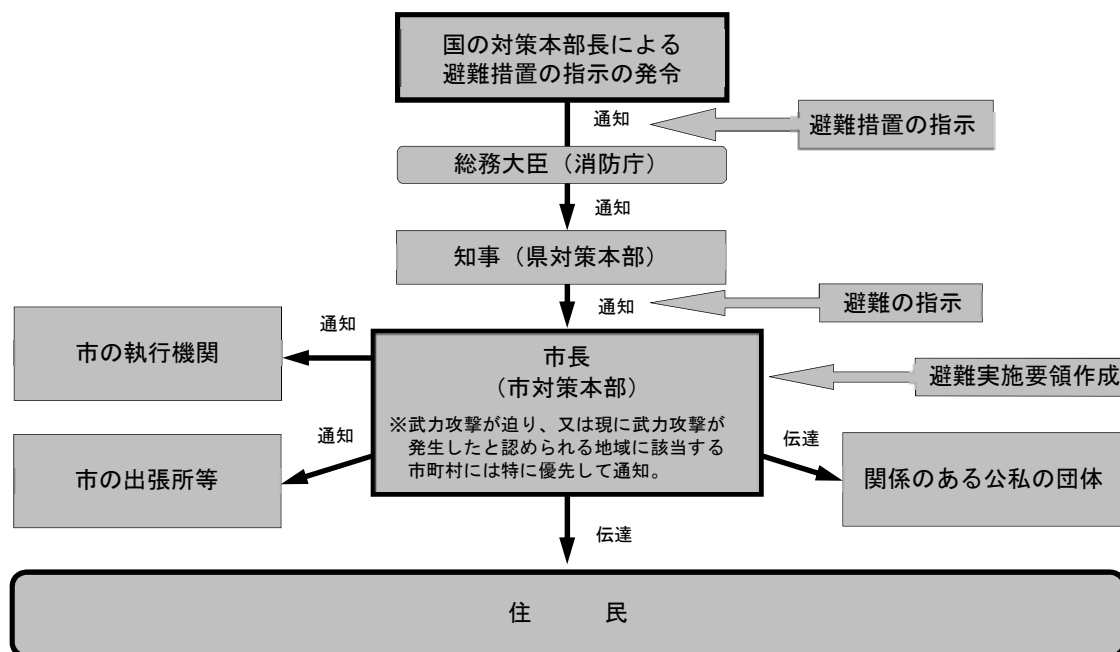 国の対策本部長による
避難措置の指示の発令
通知
避難措置の指示
総務大臣（消防庁）
通知
知事（県対策本部）
通知
避難の指示
通知
市の執行機関
市長
（市対策本部）
避難実施要領作成
※武力攻撃が迫り、又は現に武力攻撃が
発生したと認められる地域に該当する
市町村には特に優先して通知。
通知
市の出張所等
伝達
関係のある公私の団体
伝達
住　　　民